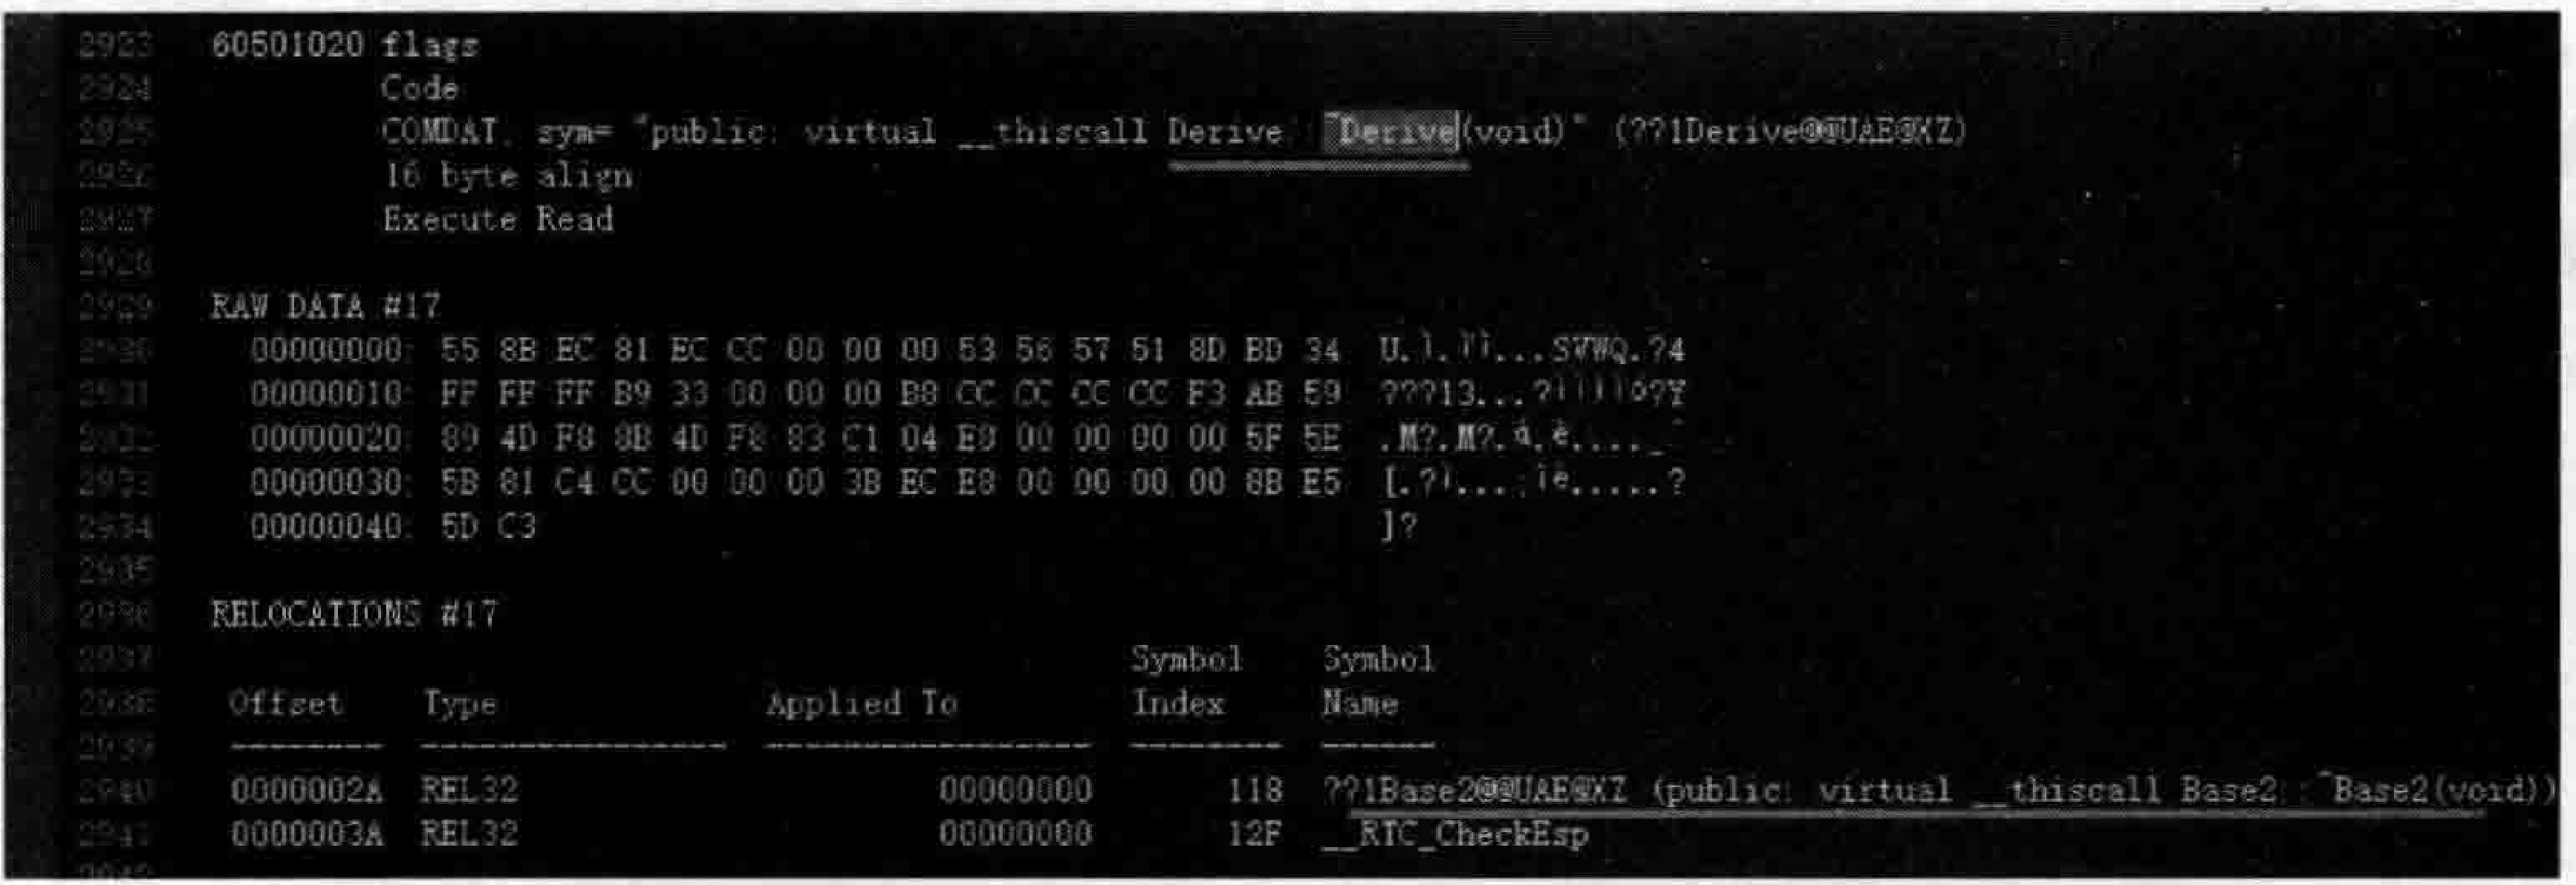 2923 60501020 flags
2924 Code
2925 COMDAT; sym= "public: virtual __thiscall Derive::~Derive(void)" (??1Derive@@UAE@XZ)
2926 16 byte align
2927 Execute Read
2928
2929 RAW DATA #17
2930 00000000: 55 8B EC 81 EC CC 00 00 00 53 56 57 51 8D BD 34 U.ì.ìì...SVWQ.?4
2931 00000010: FF FF FF B9 33 00 00 00 B8 CC CC CC CC F3 AB 59 ???13...?ìììì??Y
2932 00000020: 89 4D F8 8B 4D F8 83 C1 04 E8 00 00 00 00 5F 5E .M?.M?.á.è...._^
2933 00000030: 5B 81 C4 CC 00 00 00 3B EC E8 00 00 00 00 8B E5 [.?ì...;ìè.....?
2934 00000040: 5D C3 ]?
2935
2936 RELOCATIONS #17
2937 Symbol Symbol
2938 Offset Type Applied To Index Name
2939 -------- ---------------- ----------------- -------- ------
2940 0000002A REL32 00000000 118 ??1Base2@@UAE@XZ (public: virtual __thiscall Base2::~Base2(void))
2941 0000003A REL32 00000000 12F __RTC_CheckEsp
2942